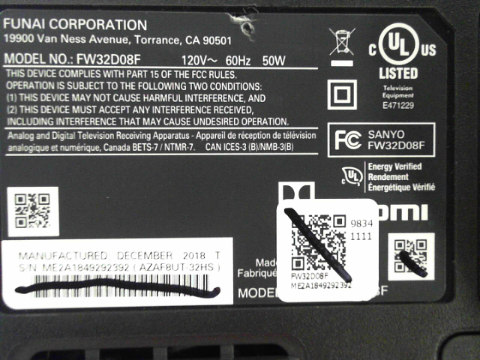 FUNAI CORPORATION
19900 Van Ness Avenue, Torrance, CA 90501
MODEL NO.: FW32D08F 120V~ 60Hz 50W
THIS DEVICE COMPLIES WITH PART 15 OF THE FCC RULES.
OPERATION IS SUBJECT TO THE FOLLOWING TWO CONDITIONS:
(1) THIS DEVICE MAY NOT CAUSE HARMFUL INTERFERENCE, AND
(2) THIS DEVICE MUST ACCEPT ANY INTERFERENCE RECEIVED,
INCLUDING INTERFERENCE THAT MAY CAUSE UNDESIRED OPERATION.
Analog and Digital Television Receiving Apparatus - Appareil de réception de télévision
analogique et numérique, Canada BETS-7 / NTMR-7. CAN ICES-3 (B)/NMB-3(B)
C UL US
LISTED
Television
Equipment
E471229
FC SANYO
FW32D08F
Energy Verified
Rendement
Énergétique Vérifié
MANUFACTURED: DECEMBER 2018 T
S/N: ME2A1849292392 (AZAF8UT-32HS)
Made
Fabriqué
MODEL
9834
1111
FW32D08F
ME2A1849292392
8F